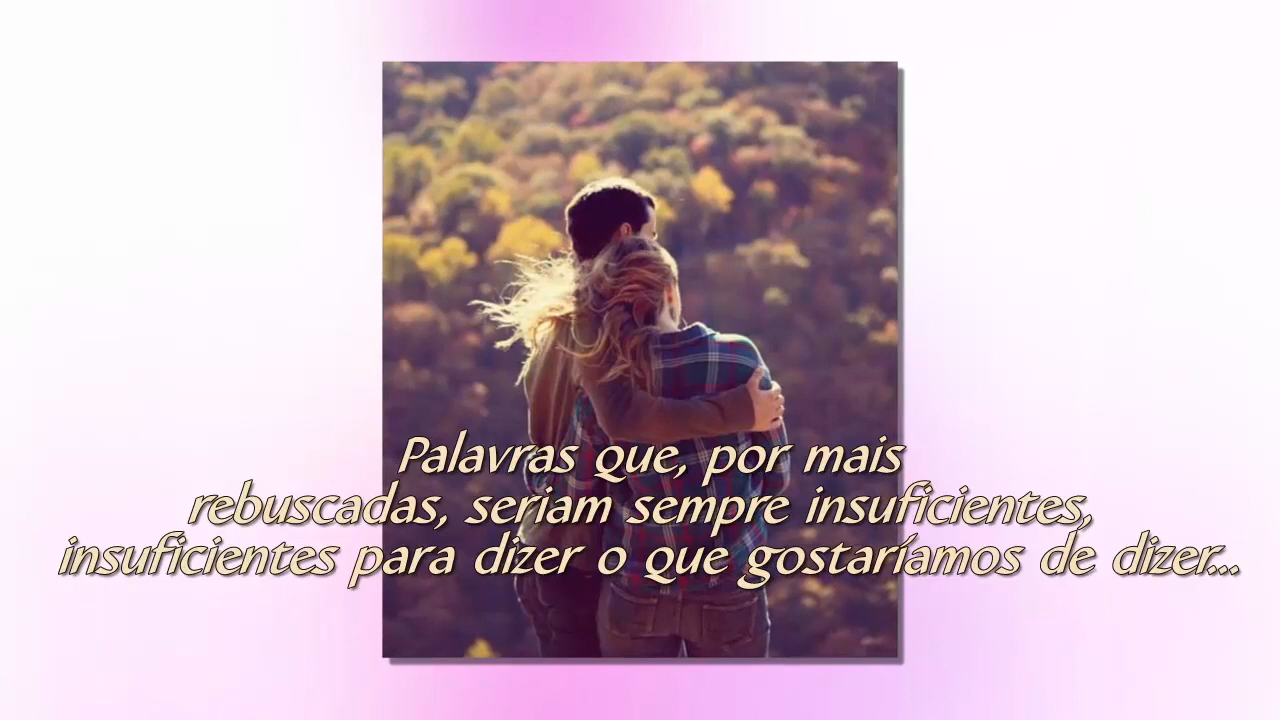 Palavras que, por mais
rebuscadas, seriam sempre insuficientes,
insuficientes para dizer o que gostaríamos de dizer...